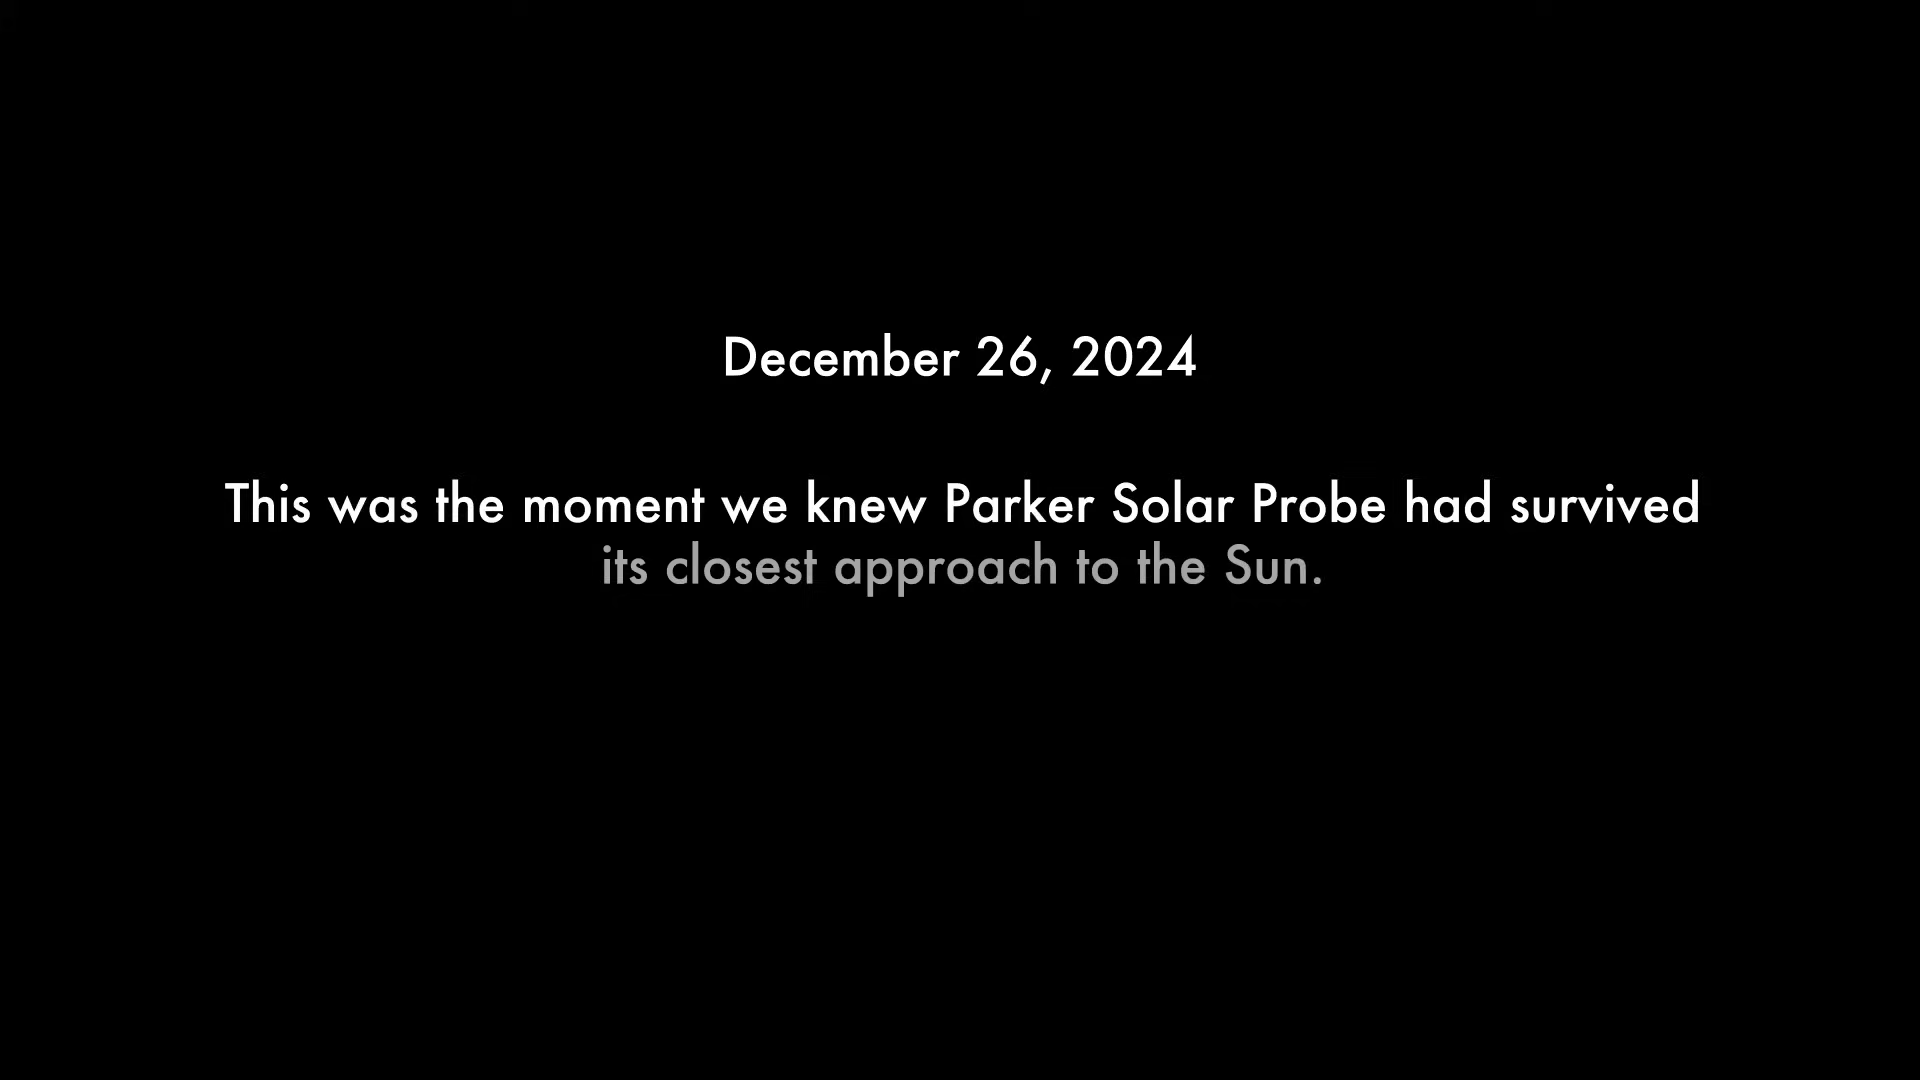 December 26, 2024
This was the moment we knew Parker Solar Probe had survived
its closest approach to the Sun.